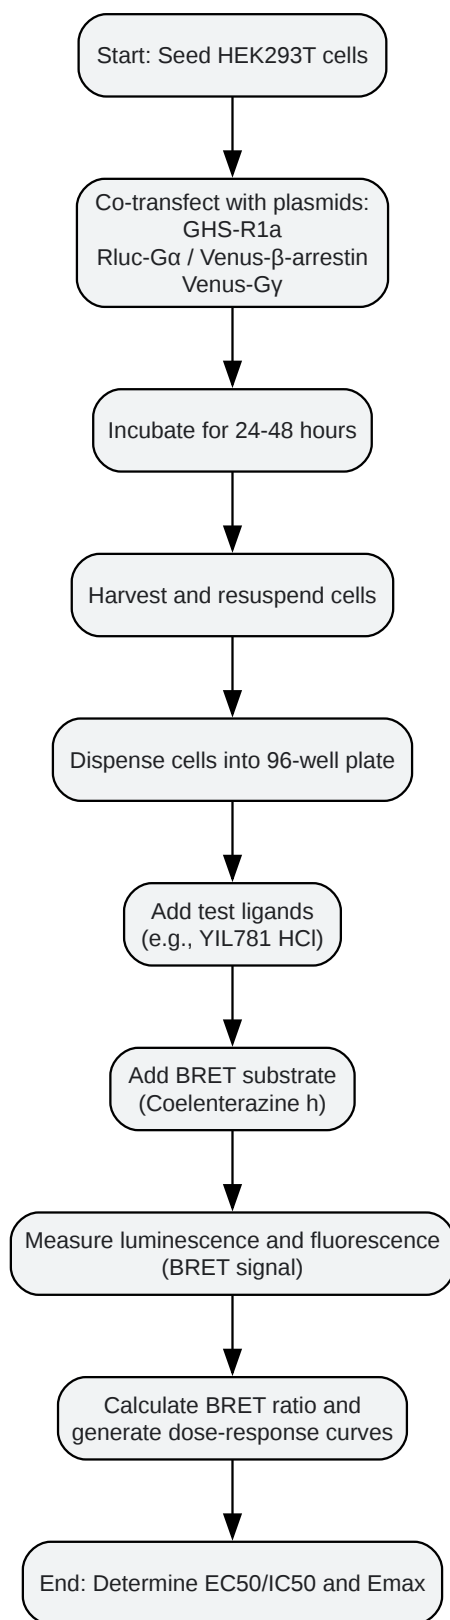 Start: Seed HEK293T cells
Co-transfect with plasmids:
GHS-R1a
Rluc-Gα / Venus-β-arrestin
Venus-Gγ
Incubate for 24-48 hours
Harvest and resuspend cells
Dispense cells into 96-well plate
Add test ligands
(e.g., YIL781 HCl)
Add BRET substrate
(Coelenterazine h)
Measure luminescence and fluorescence
(BRET signal)
Calculate BRET ratio and
generate dose-response curves
End: Determine EC50/IC50 and Emax